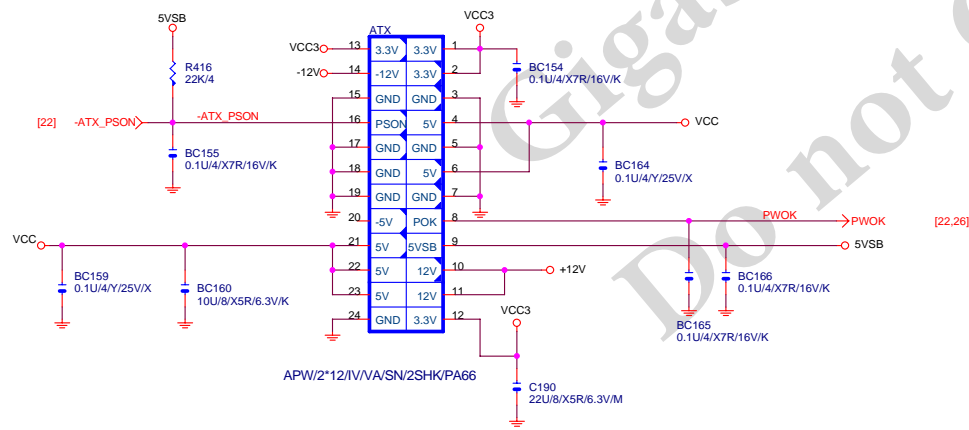 5VSB
R416
22K/4
[22]
-ATX_PSON
-ATX_PSON
BC155
0.1U/4/X7R/16V/K
ATX
VCC3
-12V
13 3.3V 3.3V 1
14 -12V 3.3V 2
15 GND GND 3
16 PSON 5V 4
17 GND GND 5
18 GND 5V 6
19 GND GND 7
20 -5V POK 8
21 5V 5VSB 9
22 5V 12V 10
23 5V 12V 11
24 GND 3.3V 12
VCC3
BC154
0.1U/4/X7R/16V/K
VCC
BC164
0.1U/4/Y/25V/X
PWOK
PWOK
[22,26]
5VSB
BC166
0.1U/4/X7R/16V/K
BC165
0.1U/4/X7R/16V/K
+12V
VCC3
C190
22U/8/X5R/6.3V/M
VCC
BC159
0.1U/4/Y/25V/X
BC160
10U/8/X5R/6.3V/K
APW/2*12/IV/VA/SN/2SHK/PA66
Do not